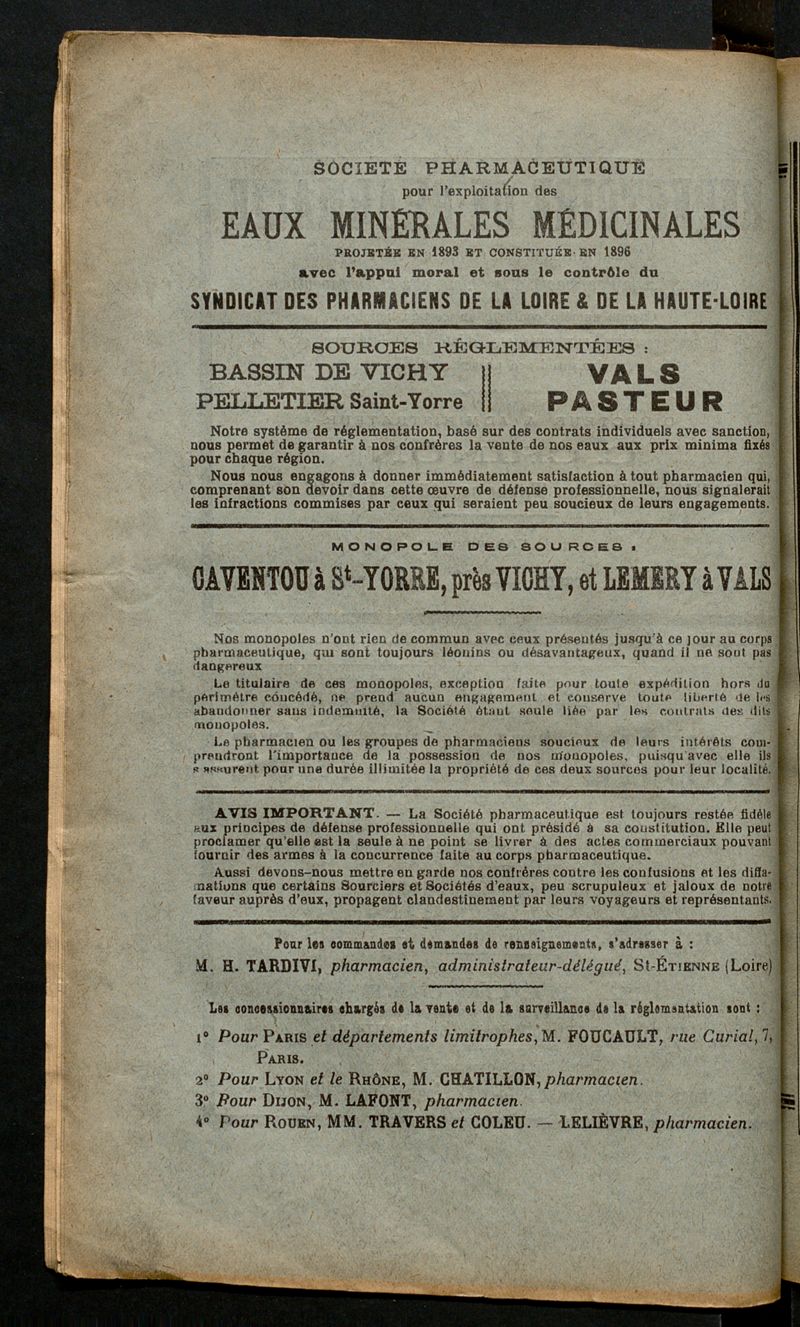 SOCIÉTÉ PHARMACEUTIQUE
pour l'exploitation des
EAUX MINÉRALES MÉDICINALES
PROJETÉE EN 1893 ET CONSTITUÉE EN 1896
avec l'appui moral et sous le contrôle du
SYNDICAT DES PHARMACIENS DE LA LOIRE & DE LA HAUTE-LOIRE
SOURCES RÉGLEMENTÉES :
BASSIN DE VICHY
PELLETIER Saint-Yorre
VALS
PASTEUR
Notre système de réglementation, basé sur des contrats individuels avec sanction,
nous permet de garantir à nos confrères la vente de nos eaux aux prix minima fixés
pour chaque région.
Nous nous engagons à donner immédiatement satisfaction à tout pharmacien qui,
comprenant son devoir dans cette œuvre de défense professionnelle, nous signalerait
les infractions commises par ceux qui seraient peu soucieux de leurs engagements.
MONOPOLE DES SOURCES :
CAVENTOU à St-YORRE, près VICHY, et LEMERY à VALS
Nos monopoles n'ont rien de commun avec ceux présentés jusqu'à ce jour au corps
pharmaceutique, qui sont toujours léonins ou désavantageux, quand il ne sont pas
dangereux
Le titulaire de ces monopoles, exception faite pour toute expédition hors du
périmètre concédé, ne prend aucun engagement et conserve toute liberté de les
abandonner sans indemnité, la Société étant seule liée par les contrats des dits
monopoles.
Le pharmacien ou les groupes de pharmaciens soucieux de leurs intérêts com-
prendront l'importance de la possession de nos monopoles, puisqu'avec elle ils
s'assurent pour une durée illimitée la propriété de ces deux sources pour leur localité.
AVIS IMPORTANT. — La Société pharmaceutique est toujours restée fidèle
aux principes de défense professionnelle qui ont présidé à sa constitution. Elle peut
proclamer qu'elle est la seule à ne point se livrer à des actes commerciaux pouvant
fournir des armes à la concurrence faite au corps pharmaceutique.
Aussi devons-nous mettre en garde nos confrères contre les confusions et les diffa-
mations que certains Sourciers et Sociétés d'eaux, peu scrupuleux et jaloux de notre
faveur auprès d'eux, propagent clandestinement par leurs voyageurs et représentants.
Pour les commandes et demandes de renseignements, s'adresser à :
M. H. TARDIVI, pharmacien, administrateur-délégué, St-ÉTIENNE (Loire)
Les concessionnaires chargés de la vente et de la surveillance de la réglementation sont :
1° Pour PARIS et départements limitrophes, M. FOUCAULT, rue Curial, 7,
PARIS.
2° Pour LYON et le RHÔNE, M. CHATILLON, pharmacien.
3° Pour DIJON, M. LAFONT, pharmacien.
4° Pour ROUEN, MM. TRAVERS et COLEU. — LELIÈVRE, pharmacien.